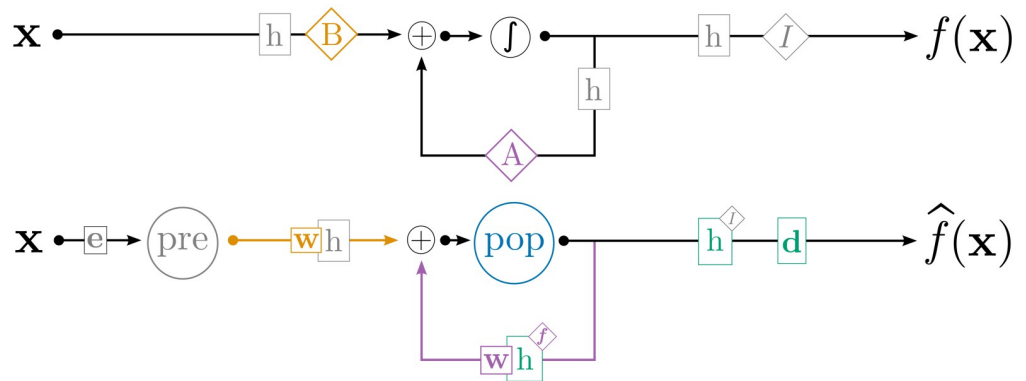 x h B + ∫ h I f(x)
h
A
x e pre w h + pop h I d f̂(x)
w h f